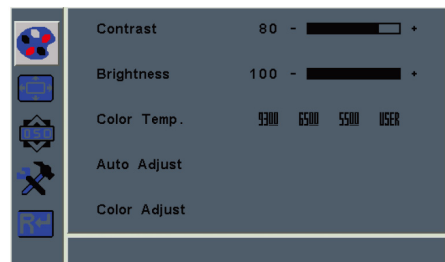 Contrast 80 - +
Brightness 100 - +
Color Temp. 9300 6500 5500 USER
Auto Adjust
OSD
Color Adjust
R